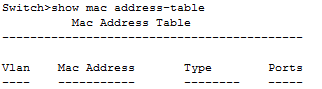 Switch>show mac address-table
          Mac Address Table
-------------------------------------------

Vlan    Mac Address       Type        Ports
----    -----------       --------    -----